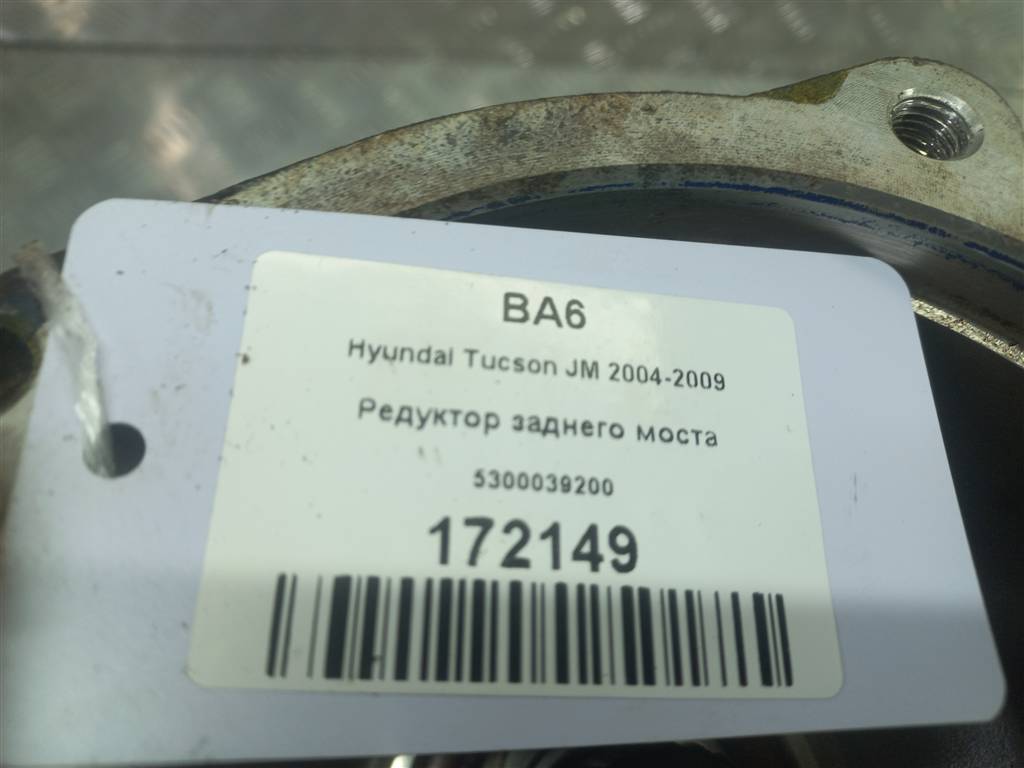 BA6
Hyundai Tucson JM 2004-2009
Редуктор заднего моста
5300039200
172149